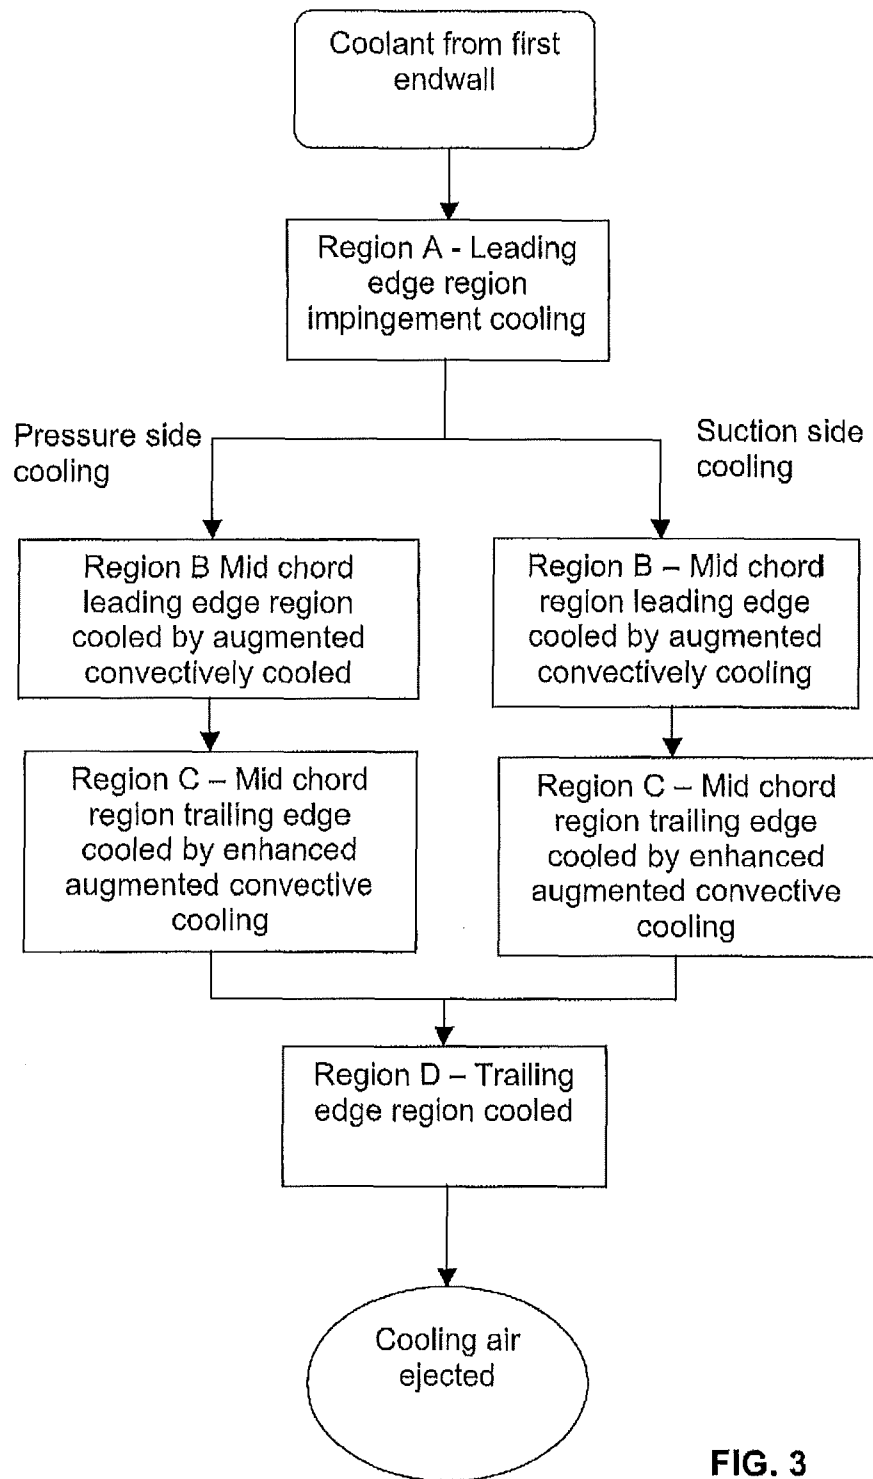 Coolant from first
endwall
Region A - Leading
edge region
impingement cooling
Pressure side
cooling
Suction side
cooling
Region B Mid chord
leading edge region
cooled by augmented
convectively cooled
Region B – Mid chord
region leading edge
cooled by augmented
convectively cooling
Region C – Mid chord
region trailing edge
cooled by enhanced
augmented convective
cooling
Region C – Mid chord
region trailing edge
cooled by enhanced
augmented convective
cooling
Region D – Trailing
edge region cooled
Cooling air
ejected
FIG. 3